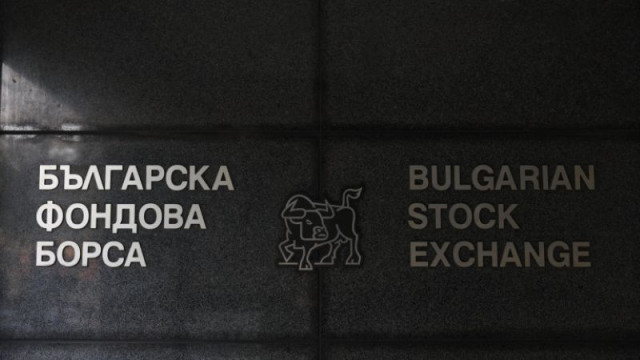 БЪЛГАРСКА
ФОНДОВА
БОРСА
BULGARIAN
STOCK
EXCHANGE